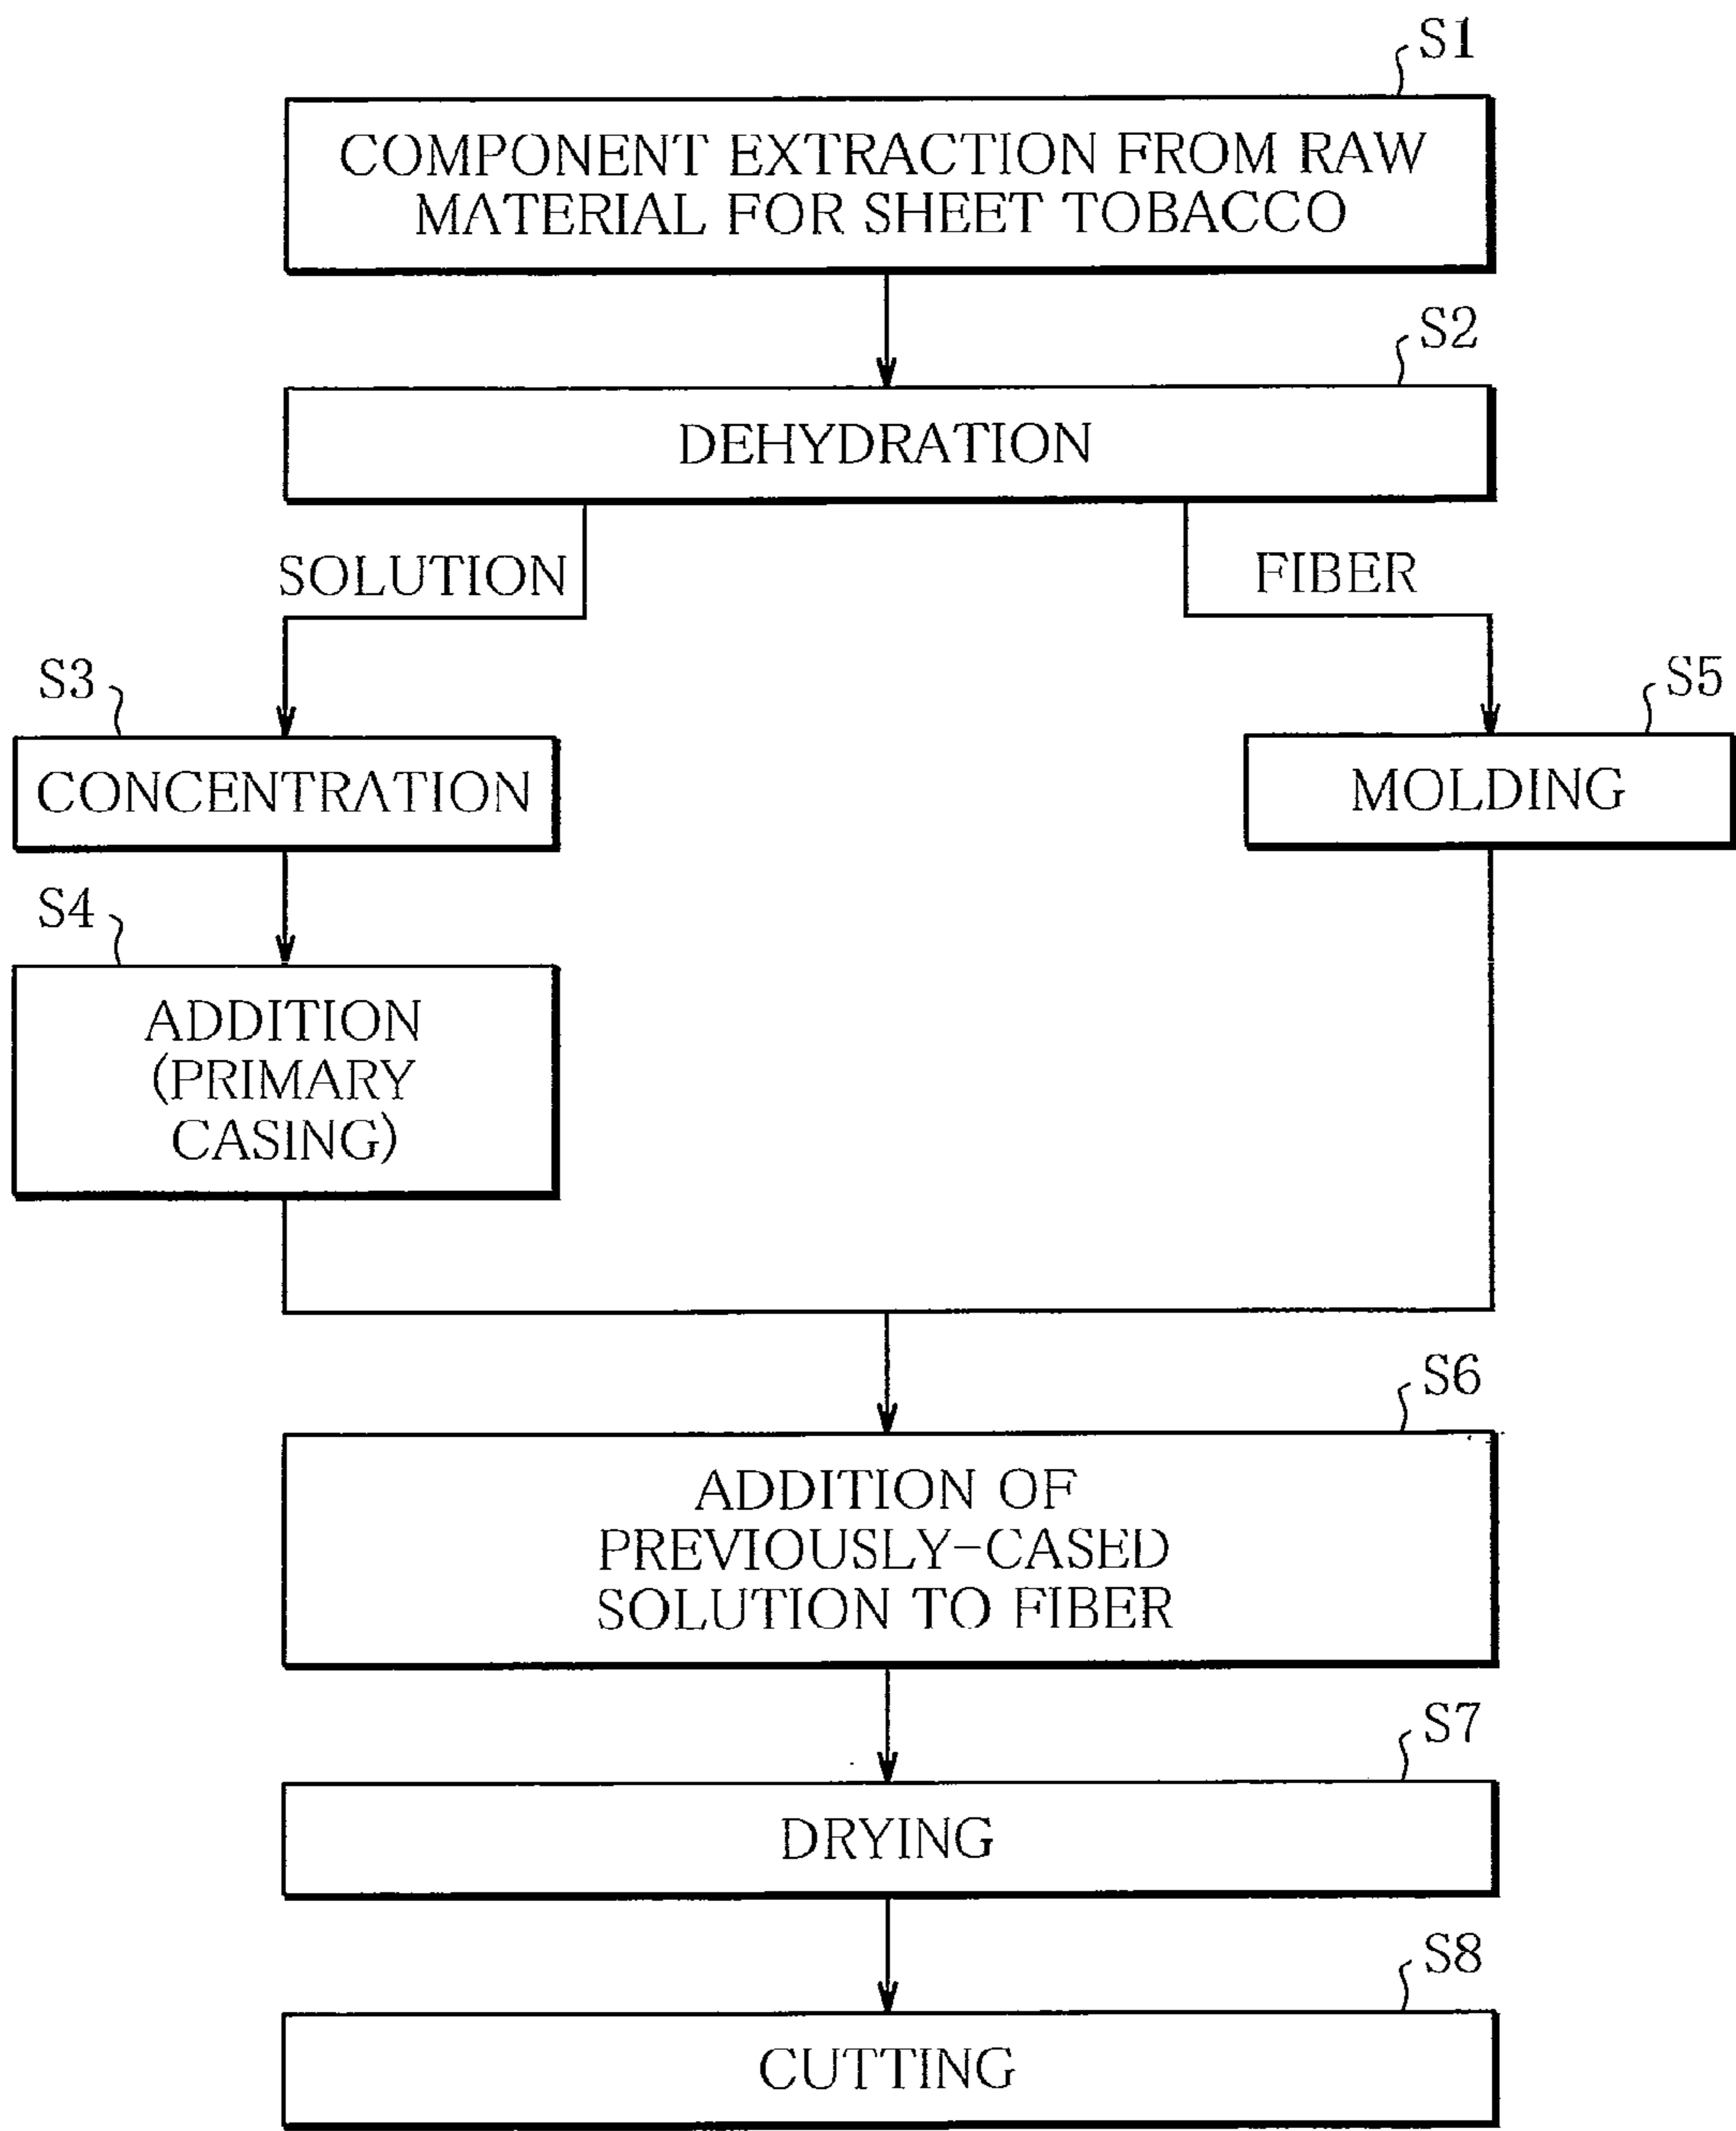 S1
COMPONENT EXTRACTION FROM RAW
MATERIAL FOR SHEET TOBACCO
S2
DEHYDRATION
SOLUTION
FIBER
S3
CONCENTRATION
S5
MOLDING
S4
ADDITION
(PRIMARY
CASING)
S6
ADDITION OF
PREVIOUSLY-CASED
SOLUTION TO FIBER
S7
DRYING
S8
CUTTING